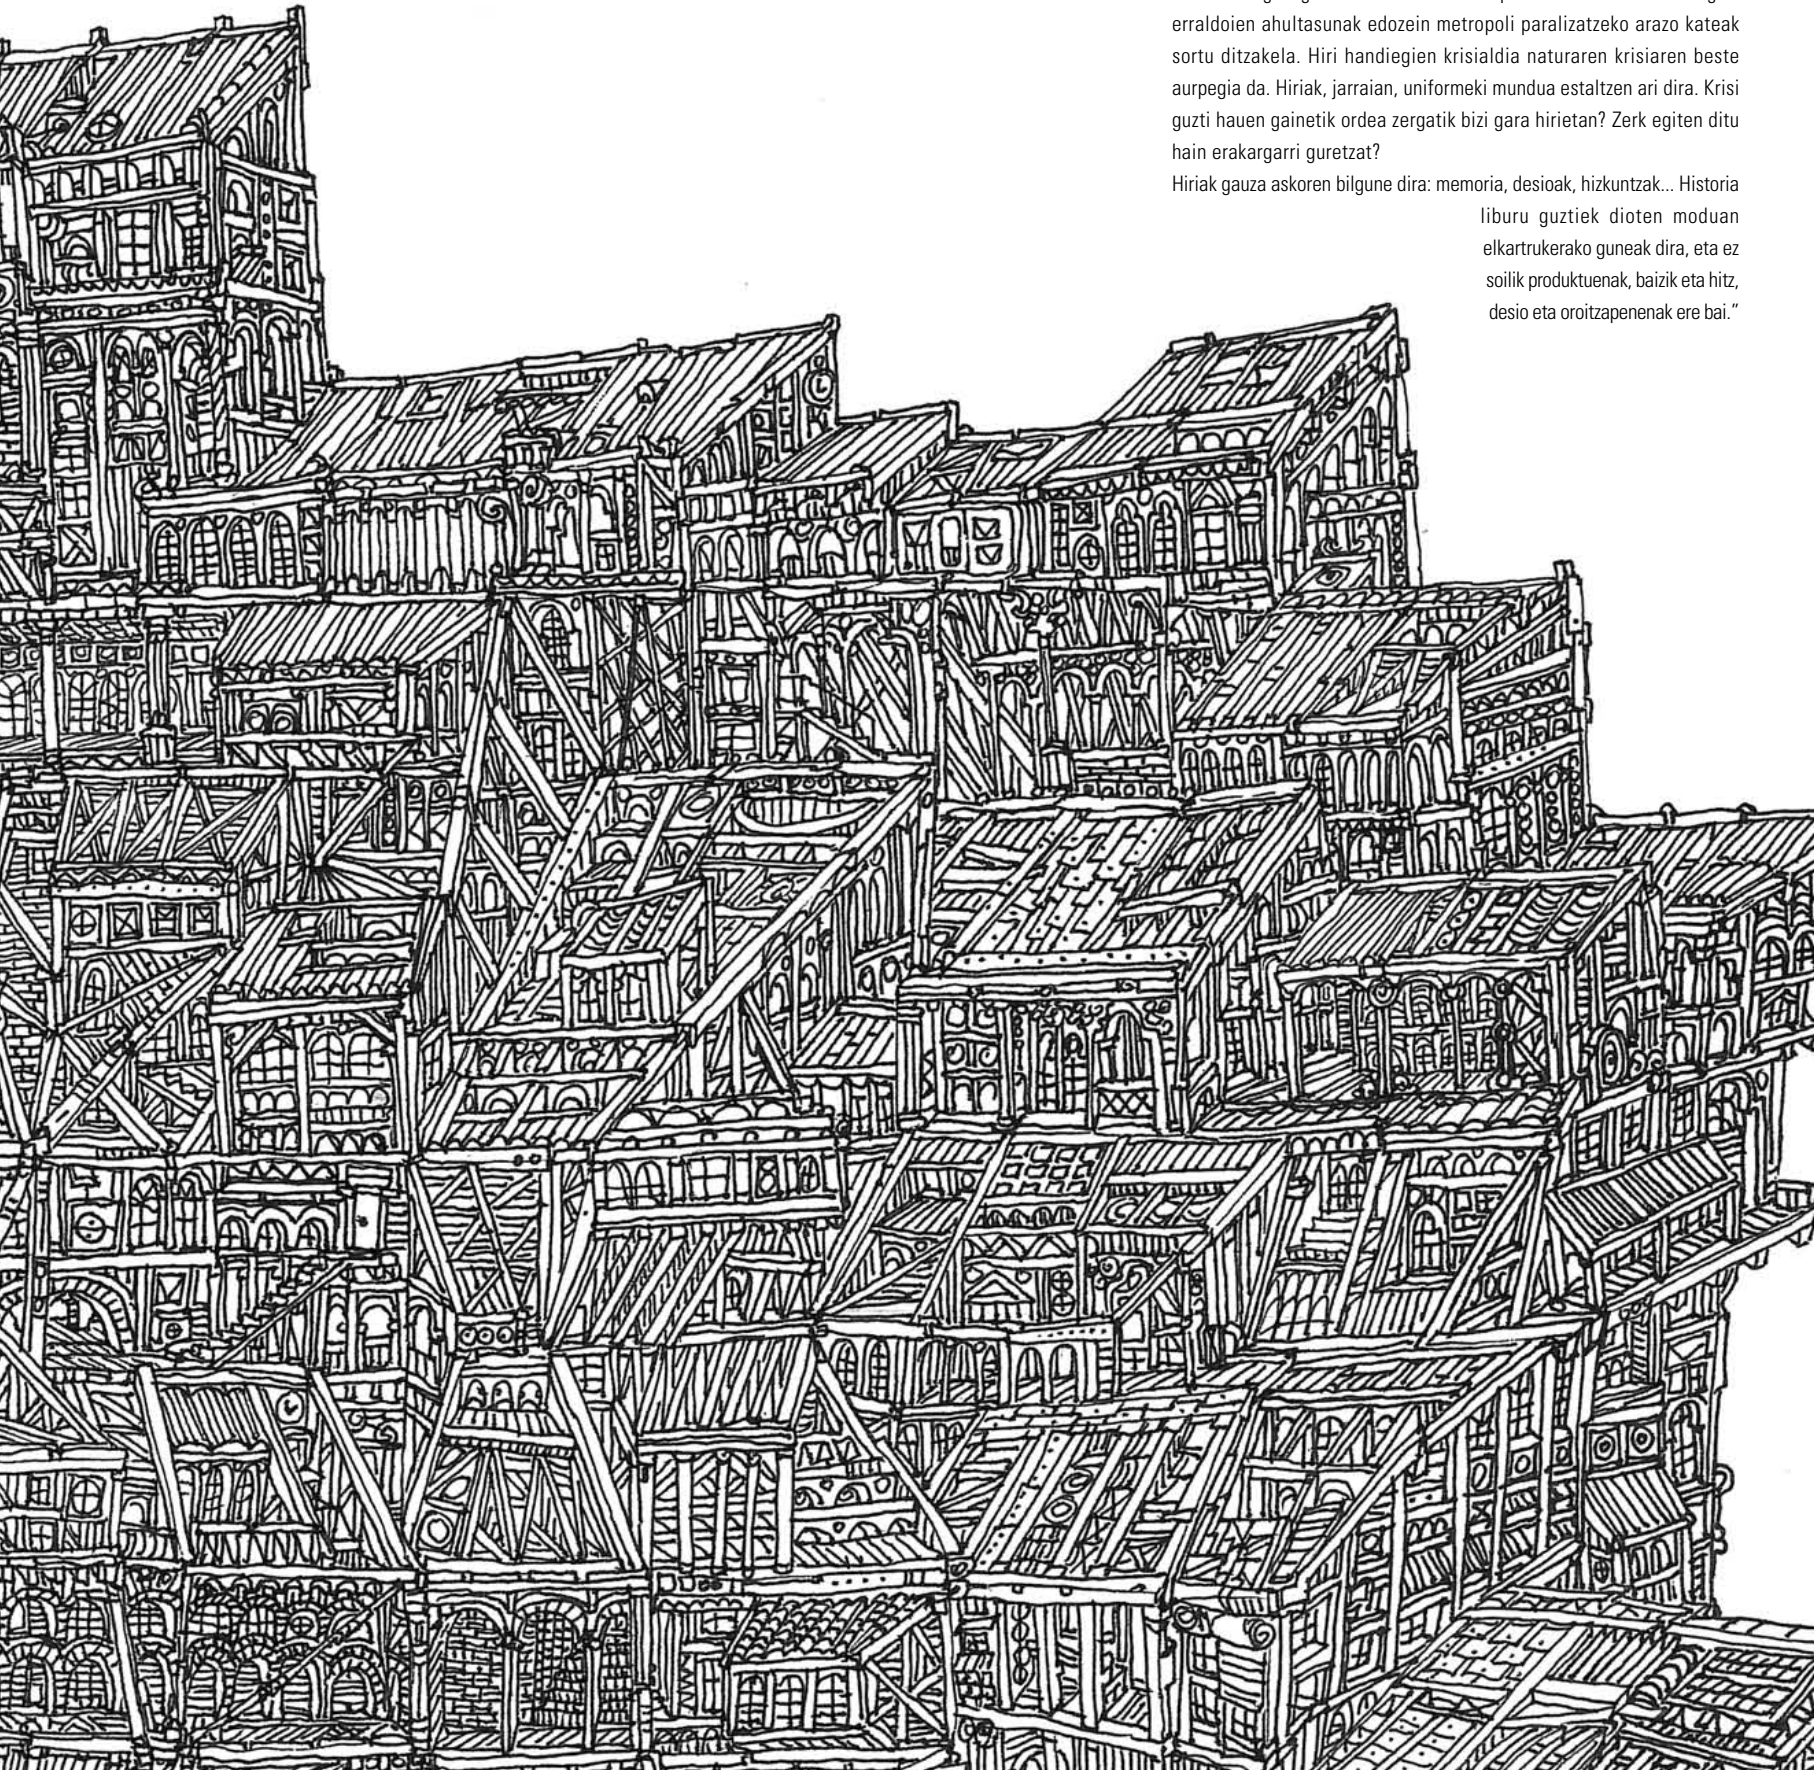 erraldoien ahultasunak edozein metropoli paralizatzeko arazo kateak
sortu ditzakela. Hiri handiegien krisialdia naturaren krisiaren beste
aurpegia da. Hiriak, jarraian, uniformeki mundua estaltzen ari dira. Krisi
guzti hauen gainetik ordea zergatik bizi gara hirietan? Zerk egiten ditu
hain erakargarri guretzat?
Hiriak gauza askoren bilgune dira: memoria, desioak, hizkuntzak... Historia
liburu guztiek dioten moduan
elkartrukerako guneak dira, eta ez
soilik produktuenak, baizik eta hitz,
desio eta oroitzapenenak ere bai.”